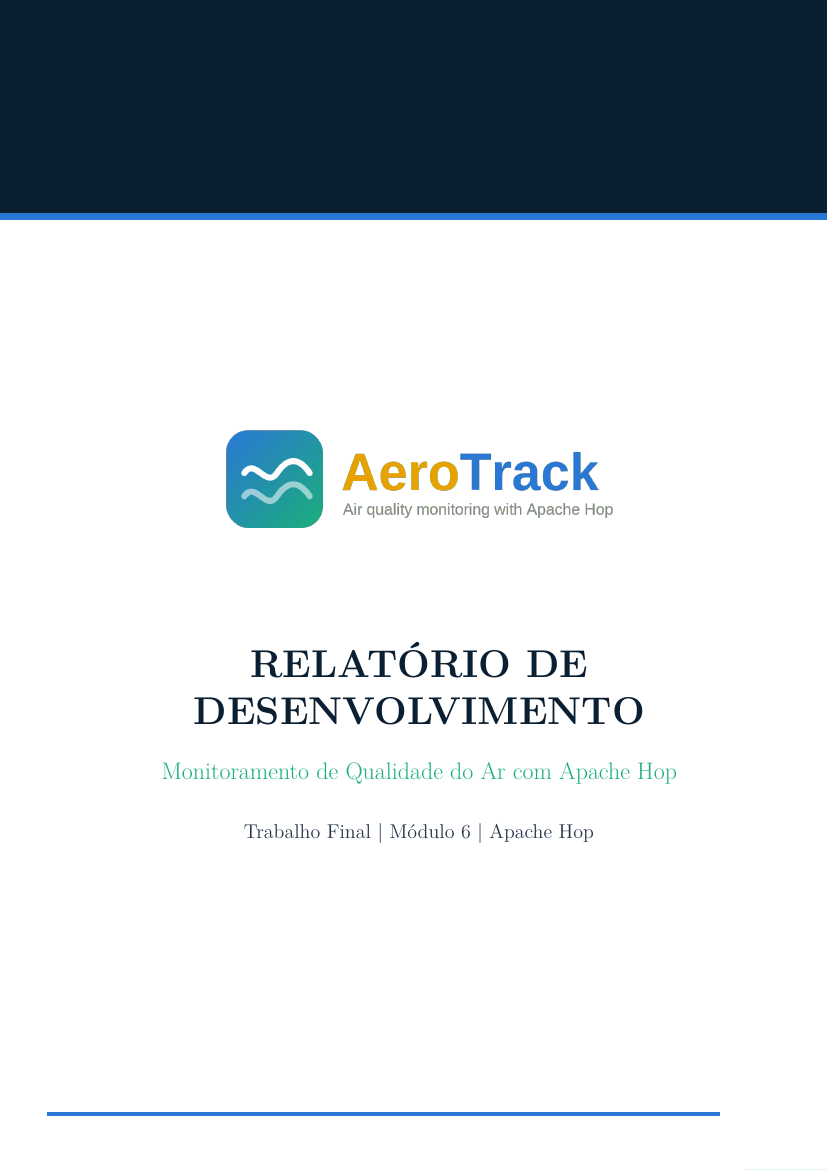 AeroTrack
Air quality monitoring with Apache Hop
RELATÓRIO DE
DESENVOLVIMENTO
Monitoramento de Qualidade do Ar com Apache Hop
Trabalho Final | Módulo 6 | Apache Hop